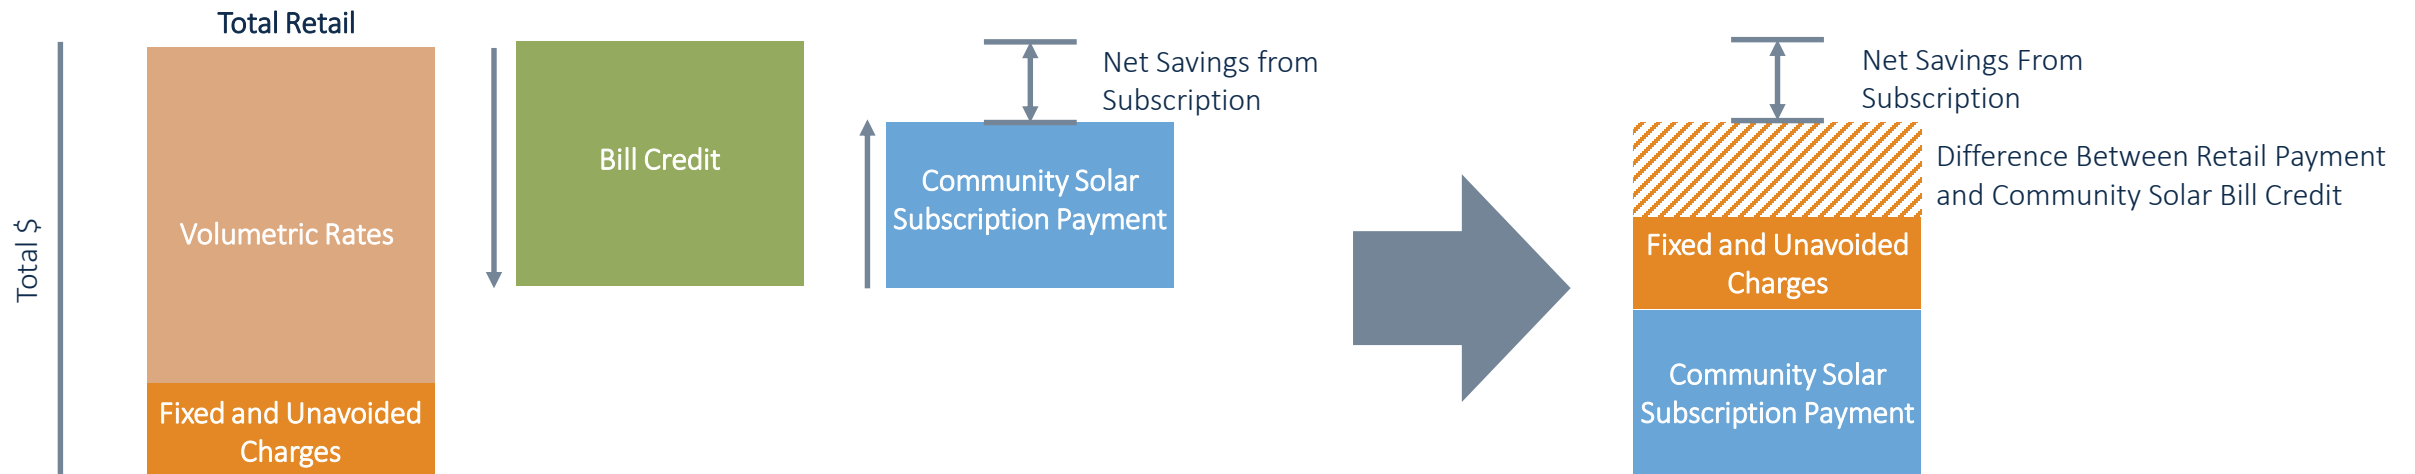 Total Retail
Total $
Volumetric Rates
Fixed and Unavoided
Charges
Bill Credit
Net Savings from
Subscription
Community Solar
Subscription Payment
Net Savings From
Subscription
Difference Between Retail Payment
and Community Solar Bill Credit
Fixed and Unavoided
Charges
Community Solar
Subscription Payment